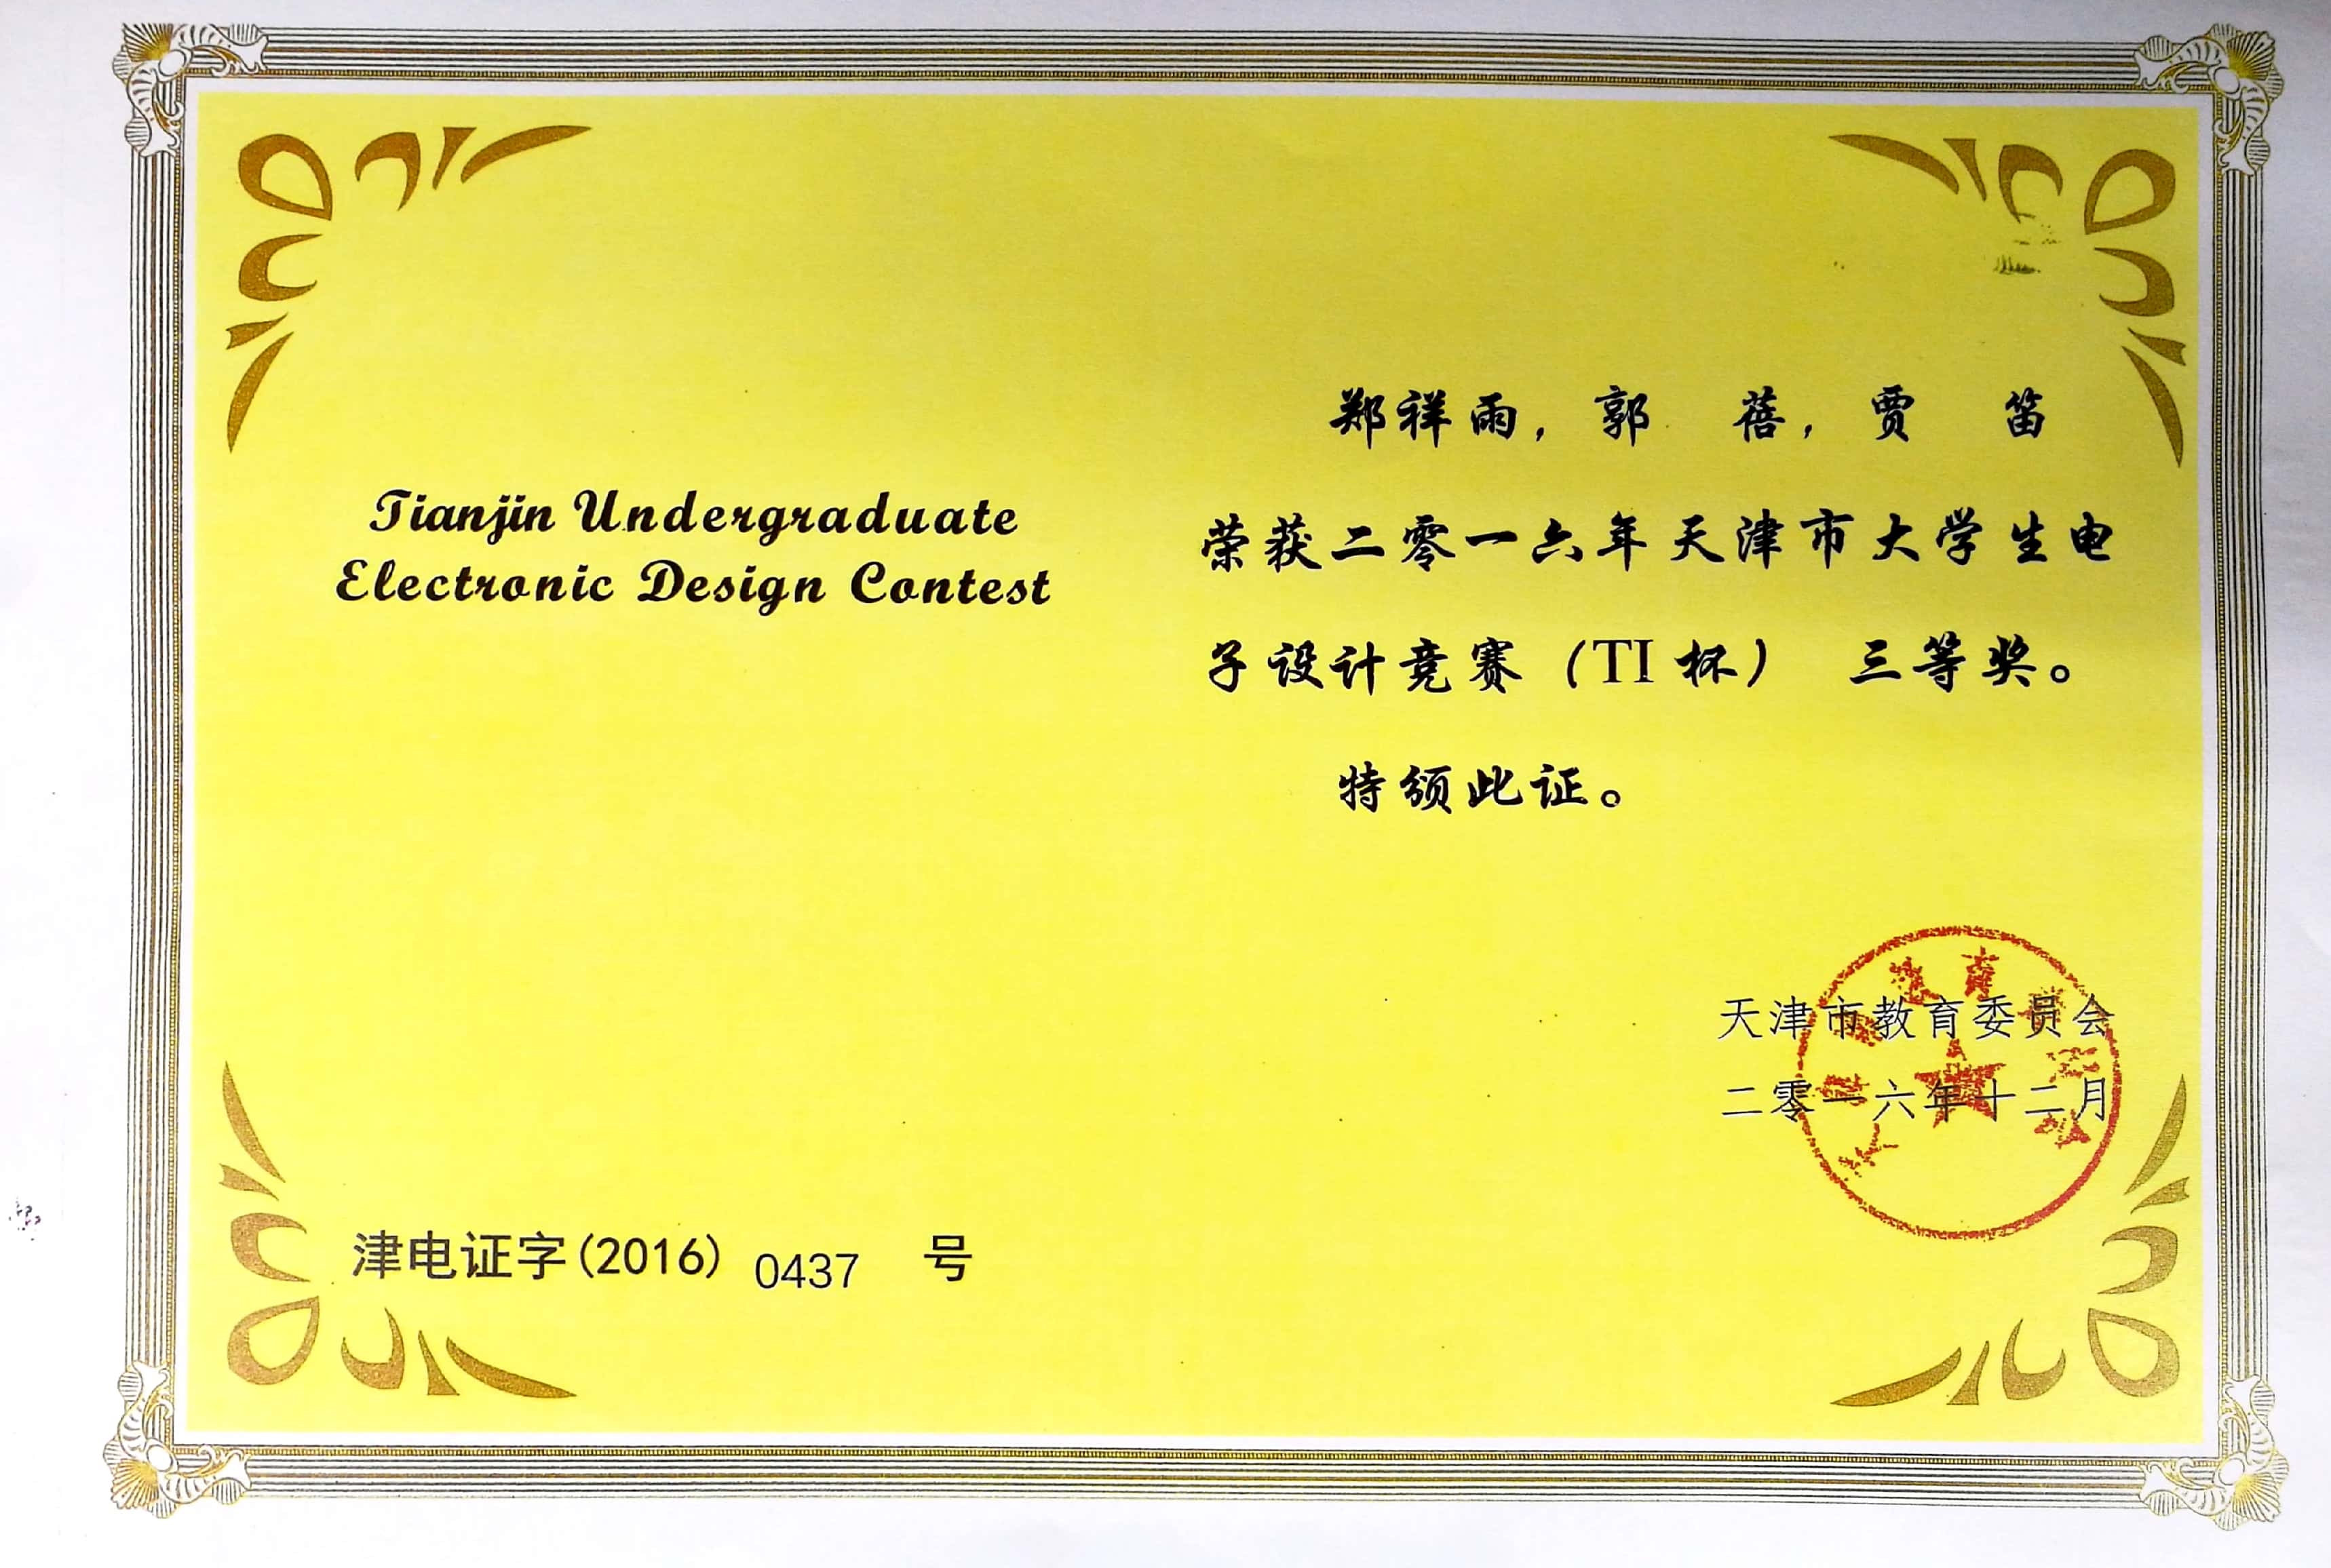 Tianjin Undergraduate
Electronic Design Contest
郑祥雨，郭 蓓，贾 笛
荣获二零一六年天津市大学生电
子设计竞赛（TI 杯） 三等奖。
特颁此证。
天津市教育委员会
二零一六年十二月
津电证字(2016) 0437 号